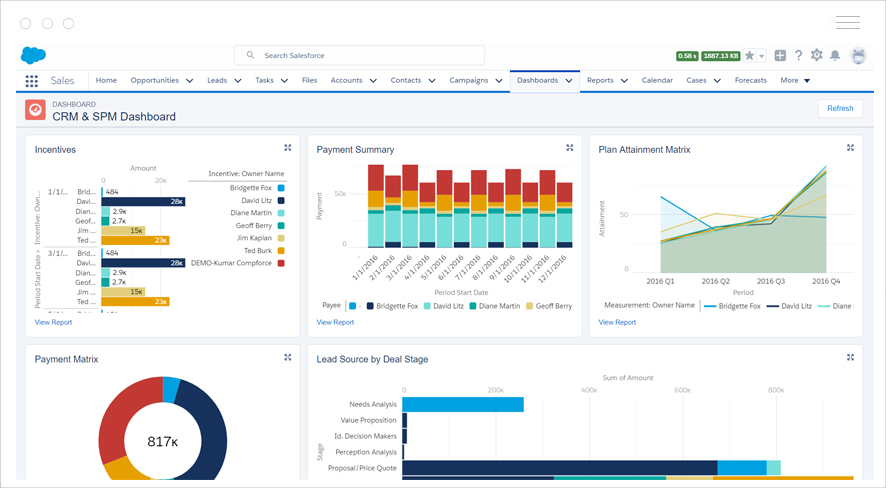 Search Salesforce
0.58 s
1887.13 KB
Sales
Home
Opportunities
Leads
Tasks
Files
Accounts
Contacts
Campaigns
Dashboards
Reports
Calendar
Cases
Forecasts
More
DASHBOARD
CRM & SPM Dashboard
Refresh
Incentives
Amount
0
20K
Incentive: Own...
Period Start Date »
1/1/...
Brid... 484
Davi... 28K
Dian... 2.9K
Geof... 2.7K
Jim ... 15K
Ted ... 23K
3/1/...
Brid... 484
Davi... 28K
Dian... 2.9K
Geof... 2.7K
Jim ... 15K
Ted ... 23K
Incentive: Owner Name
Bridgette Fox
David Litz
Diane Martin
Geoff Berry
Jim Kaplan
Ted Burk
DEMO-Kumar Compforce
View Report
Payment Summary
Payment
50K
0
-
1/1/2016
2/1/2016
3/1/2016
4/1/2016
5/1/2016
6/1/2016
7/1/2016
8/1/2016
9/1/2016
10/1/2016
11/1/2016
12/1/2016
Period Start Date
Payee
-
Bridgette Fox
David Litz
Diane Martin
Geoff Berry
View Report
Plan Attainment Matrix
Attainment
50
0
2016 Q1
2016 Q2
2016 Q3
2016 Q4
Period
Measurement: Owner Name
Bridgette Fox
David Litz
Diane
View Report
Payment Matrix
817K
Lead Source by Deal Stage
Sum of Amount
0
200K
400K
600K
800K
Stage
Needs Analysis
Value Proposition
Id. Decision Makers
Perception Analysis
Proposal/Price Quote